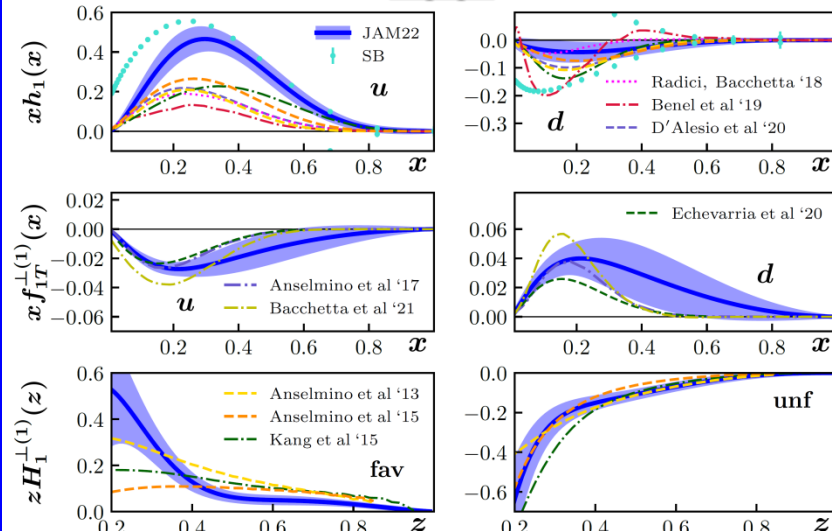 xh₁(x)
0.6
0.4
0.2
0.0
JAM22
SB
u
0.2 0.4 0.6 0.8 x
0.0
−0.1
−0.2
−0.3
d
Radici, Bacchetta ‘18
Benel et al ‘19
D′Alesio et al ‘20
0.2 0.4 0.6 0.8 x
xf₁T^⊥(1)(x)
0.02
0.00
−0.02
−0.04
−0.06
u
Anselmino et al ‘17
Bacchetta et al ‘21
0.2 0.4 0.6 0.8 x
0.06
0.04
0.02
0.00
Echevarria et al ‘20
d
0.2 0.4 0.6 0.8 x
zH₁^⊥(1)(z)
0.6
0.4
0.2
0.0
Anselmino et al ‘13
Anselmino et al ‘15
Kang et al ‘15
fav
0.2 0.4 0.6 0.8 z
0.0
−0.2
−0.4
−0.6
unf
0.2 0.4 0.6 0.8 z